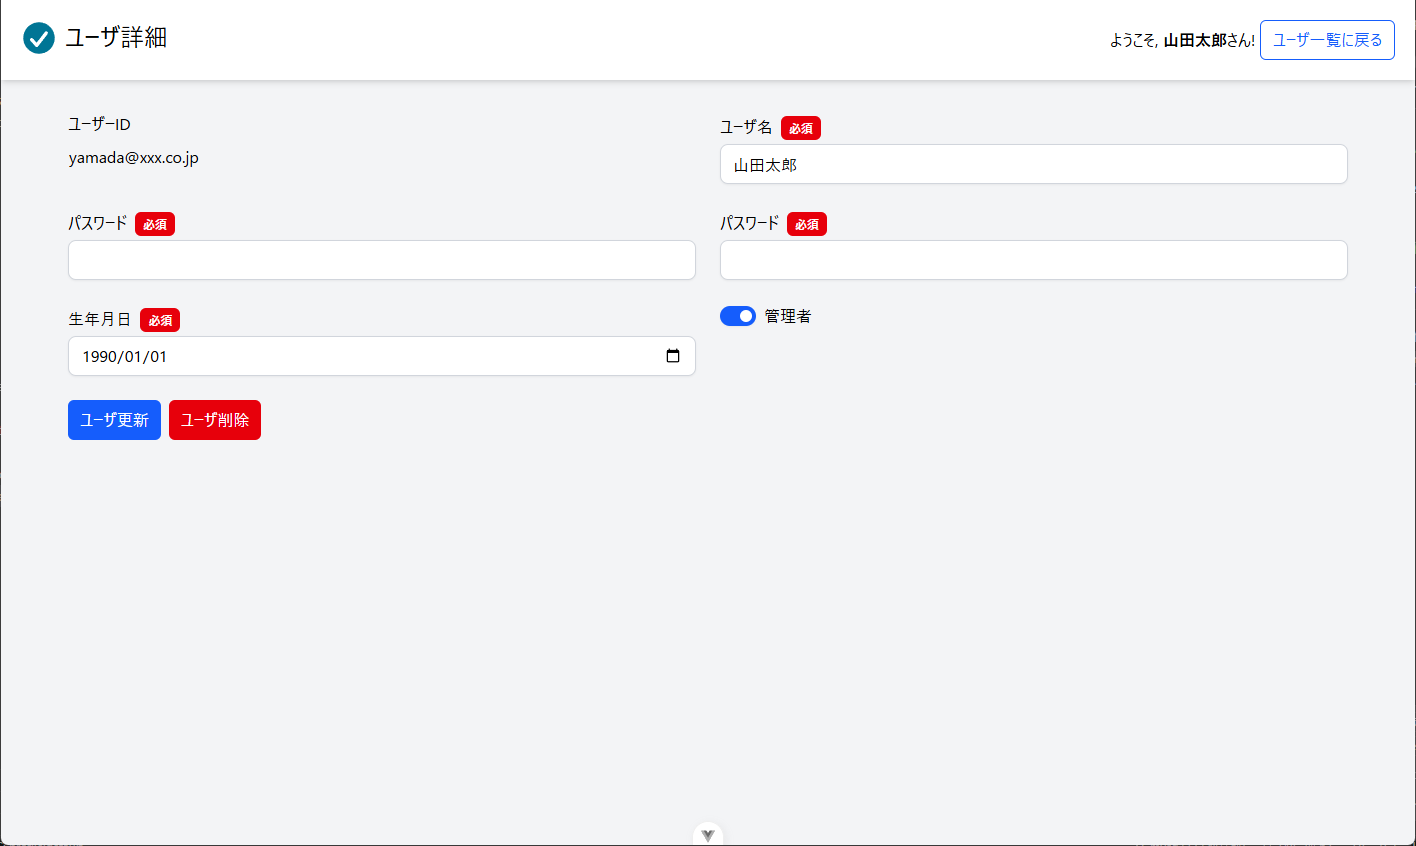 ユーザ詳細
ようこそ, 山田太郎さん! ユーザ一覧に戻る
ユーザーID
yamada@xxx.co.jp
ユーザ名 必須
山田太郎
パスワード 必須
パスワード 必須
生年月日 必須
1990/01/01
管理者
ユーザ更新 ユーザ削除